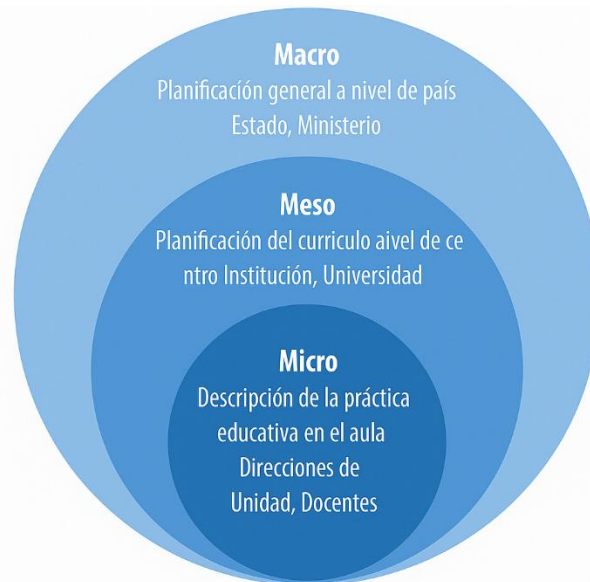 Macro
Planificación general a nivel de país
Estado, Ministerio
Meso
Planificación del curriculo aivel de ce
ntro Institución, Universidad
Micro
Descripción de la práctica
educativa en el aula
Direcciones de
Unidad, Docentes